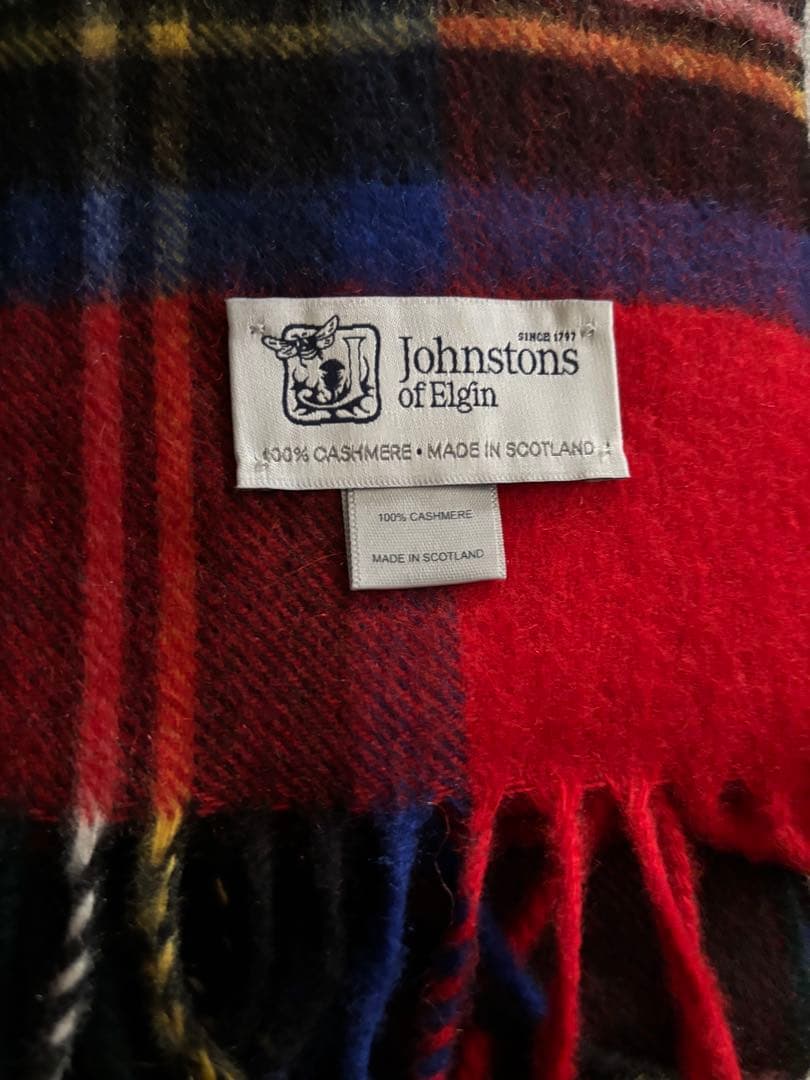 SINCE 1797
Johnstons
of Elgin
100% CASHMERE • MADE IN SCOTLAND
100% CASHMERE
MADE IN SCOTLAND